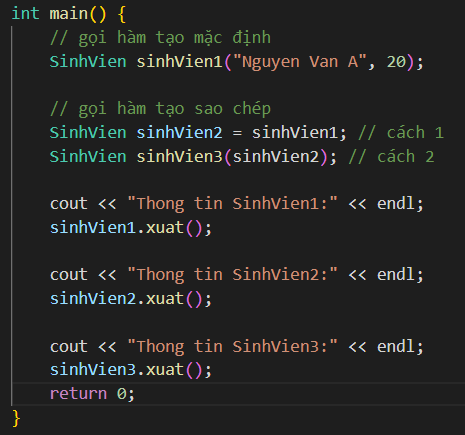 int main() {
    // gọi hàm tạo mặc định
    SinhVien sinhVien1("Nguyen Van A", 20);

    // gọi hàm tạo sao chép
    SinhVien sinhVien2 = sinhVien1; // cách 1
    SinhVien sinhVien3(sinhVien2); // cách 2

    cout << "Thong tin SinhVien1:" << endl;
    sinhVien1.xuat();

    cout << "Thong tin SinhVien2:" << endl;
    sinhVien2.xuat();

    cout << "Thong tin SinhVien3:" << endl;
    sinhVien3.xuat();
    return 0;
}